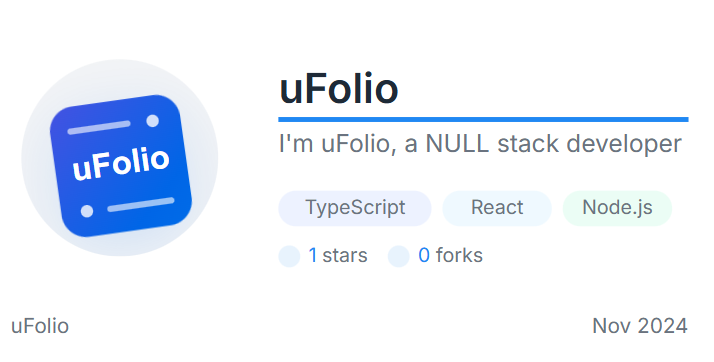 uFolio
uFolio
I'm uFolio, a NULL stack developer
TypeScript React Node.js
1 stars 0 forks
uFolio Nov 2024